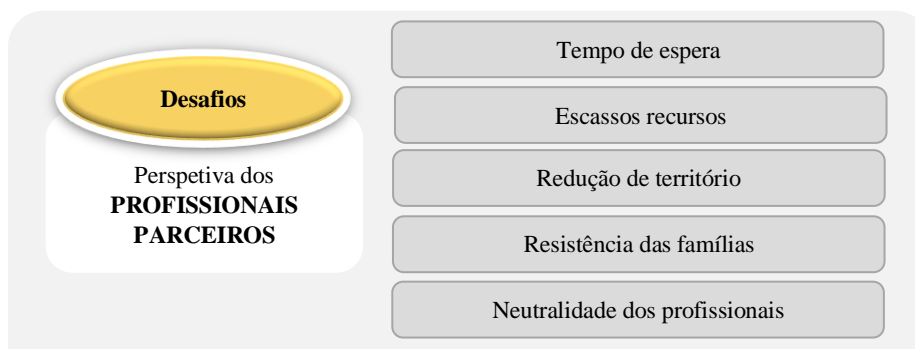 Desafios
Perspetiva dos
PROFISSIONAIS
PARCEIROS
Tempo de espera
Escassos recursos
Redução de território
Resistência das famílias
Neutralidade dos profissionais